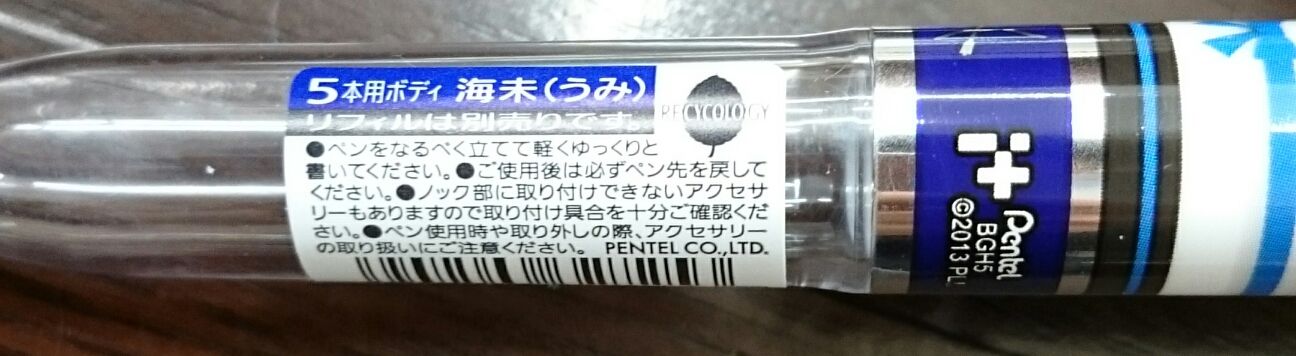 5本用ボディ 海未(うみ)
リフィルは別売りです。
RECYCOLOGY
●ペンをなるべく立てて軽くゆっくりと
書いてください。●ご使用後は必ずペン先を戻して
ください。●ノック部に取り付けできないアクセサ
リーもありますので取り付け具合を十分ご確認くだ
さい。●ペン使用時や取り外しの際、アクセサリー
の取り扱いにご注意ください。 PENTEL CO.,LTD.
i+
Pentel
BGH5
©2013 PL